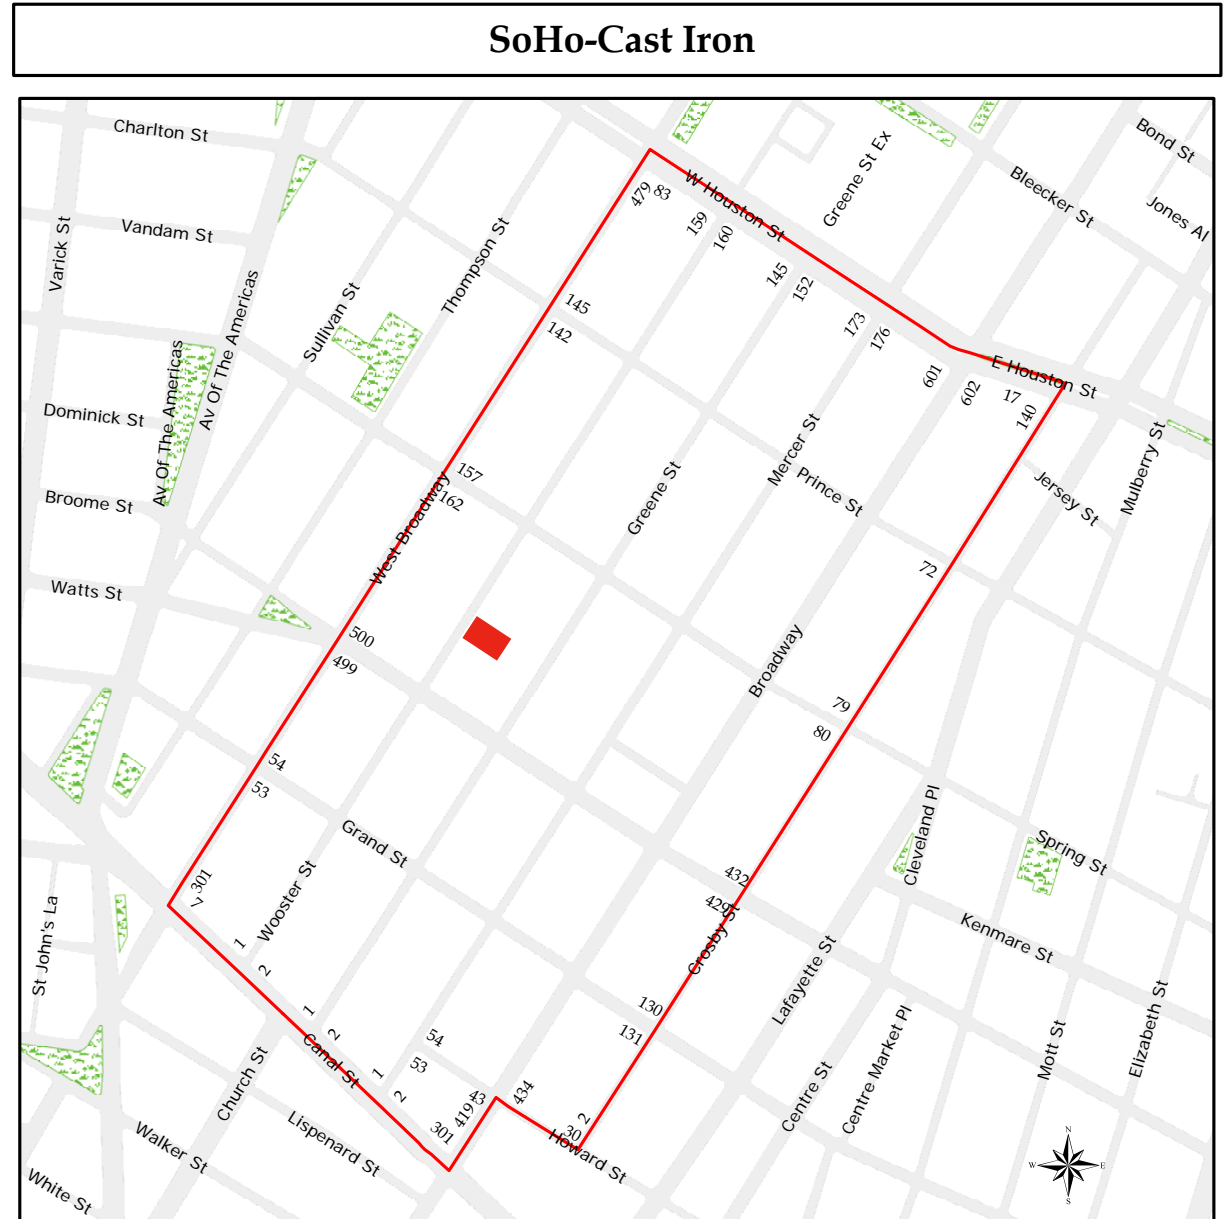 SoHo-Cast Iron
Charlton St
Bond St
Greene St Ex
Bleecker St
Jones Al
W Houston St
479
83
Vandam St
Varick St
Thompson St
159
160
Av Of The Americas
Sullivan St
145
152
145
142
173
176
601
602
E Houston St
17
140
Av Of The Americas
Dominick St
Mulberry St
Mercer St
157
162
Greene St
Prince St
Jersey St
Broome St
West Broadway
72
Watts St
500
499
Broadway
79
80
54
53
Cleveland Pl
Grand St
Spring St
301
7
Wooster St
432
429
Crosby St
Kenmare St
St John's La
1
2
Lafayette St
1
2
130
131
54
53
Canal St
Centre Market Pl
Mott St
Elizabeth St
Church St
1
2
43
419
434
301
2
30
Howard St
Centre St
Lispenard St
Walker St
White St
N
W
E
S